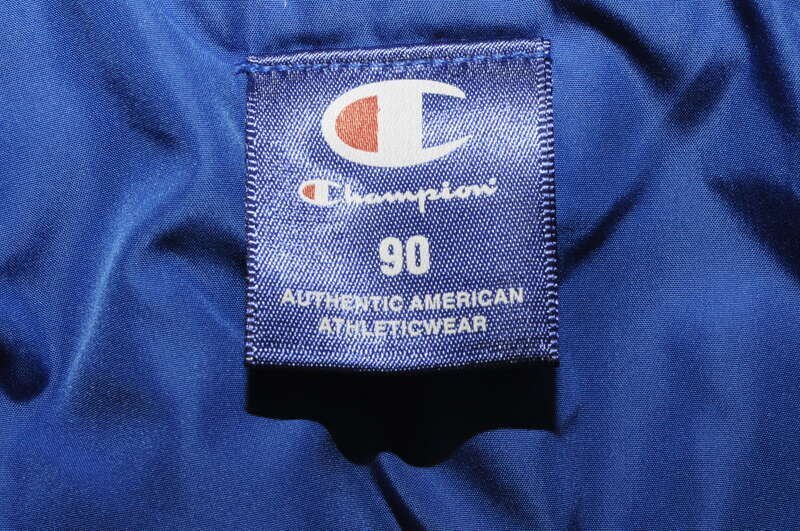 Champion
90
AUTHENTIC AMERICAN
ATHLETICWEAR